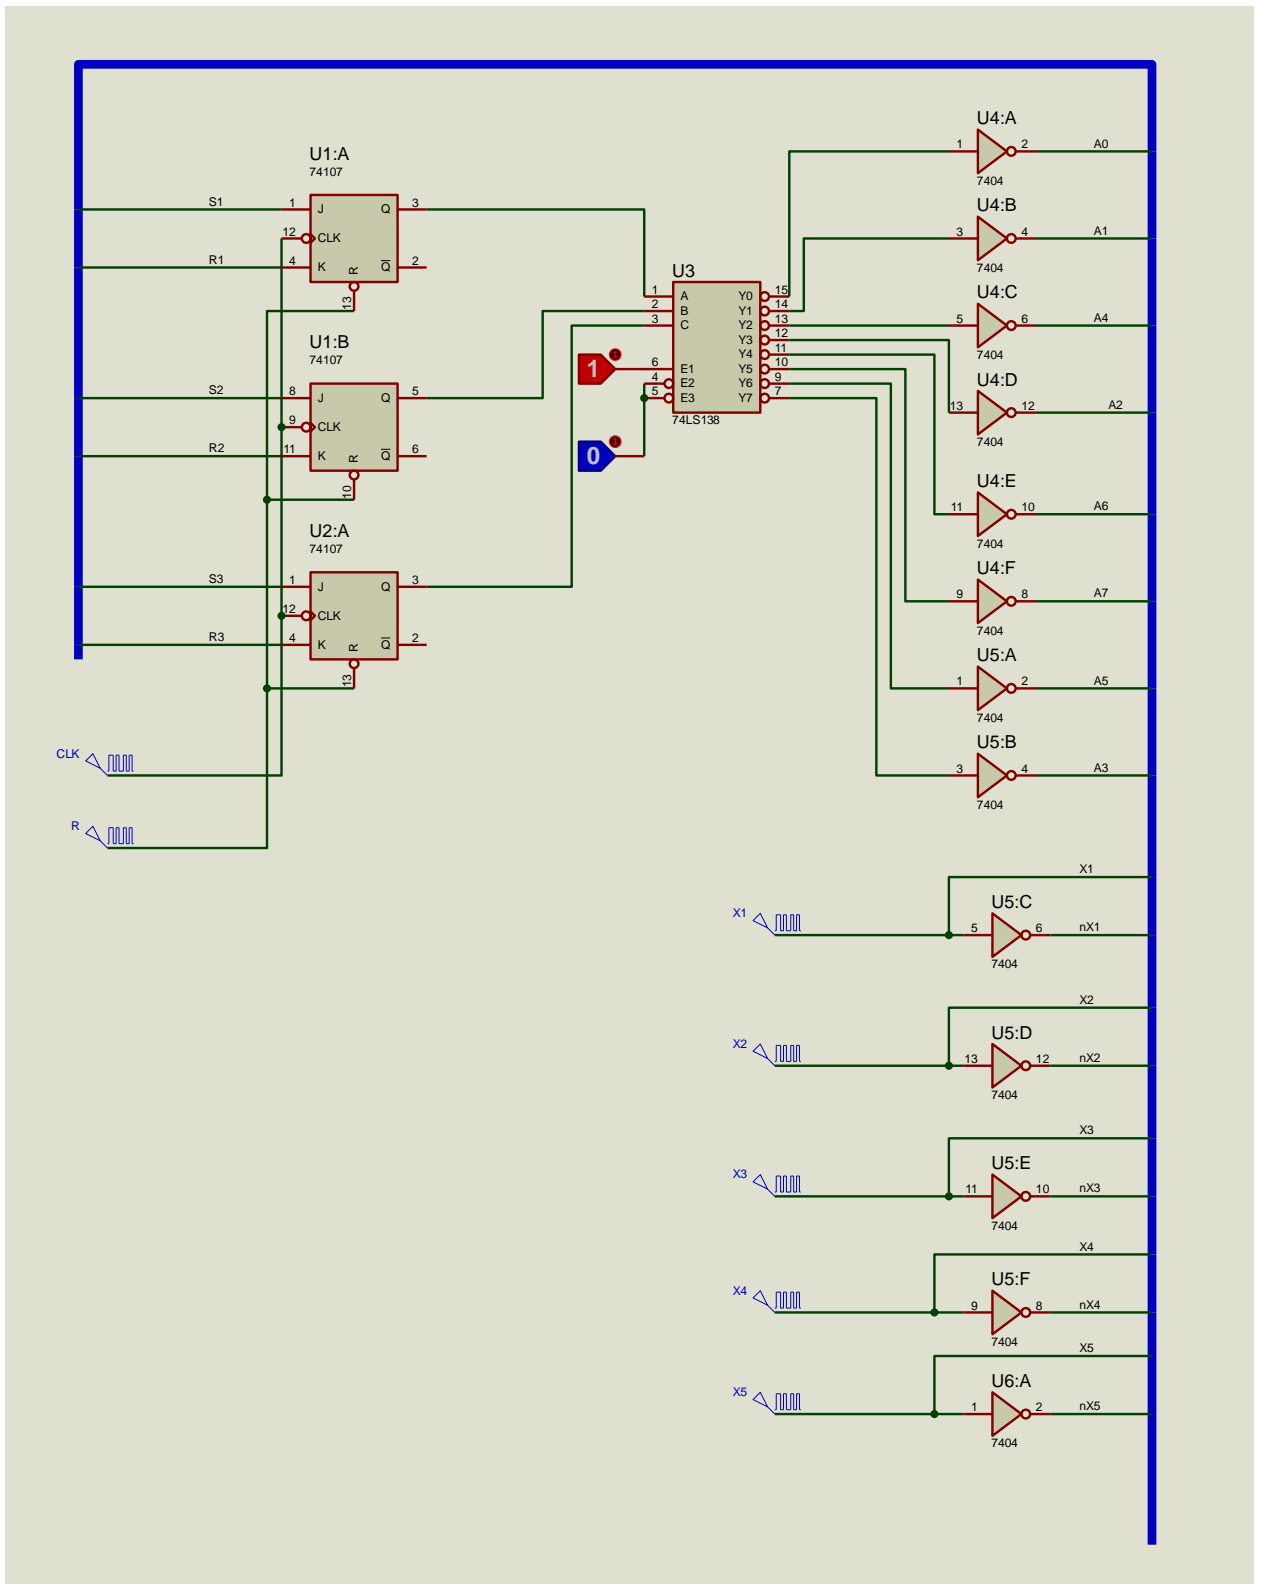 U4:A
1
2
A0
7404
U1:A
74107
S1
1
J
Q
3
12
CLK
R1
4
K
R
Q
2
13
U4:B
3
4
A1
7404
U3
1
A
Y0
15
2
B
Y1
14
3
C
Y2
13
Y3
12
Y4
11
6
E1
Y5
10
4
E2
Y6
9
5
E3
Y7
7
74LS138
1
0
U4:C
5
6
A4
7404
U1:B
74107
S2
8
J
Q
5
9
CLK
R2
11
K
R
Q
6
10
U4:D
13
12
A2
7404
U4:E
11
10
A6
7404
U2:A
74107
S3
1
J
Q
3
12
CLK
R3
4
K
R
Q
2
13
U4:F
9
8
A7
7404
U5:A
1
2
A5
7404
CLK
R
U5:B
3
4
A3
7404
X1
X1
U5:C
5
6
nX1
7404
X2
X2
U5:D
13
12
nX2
7404
X3
X3
U5:E
11
10
nX3
7404
X4
X4
U5:F
9
8
nX4
7404
X5
X5
U6:A
1
2
nX5
7404